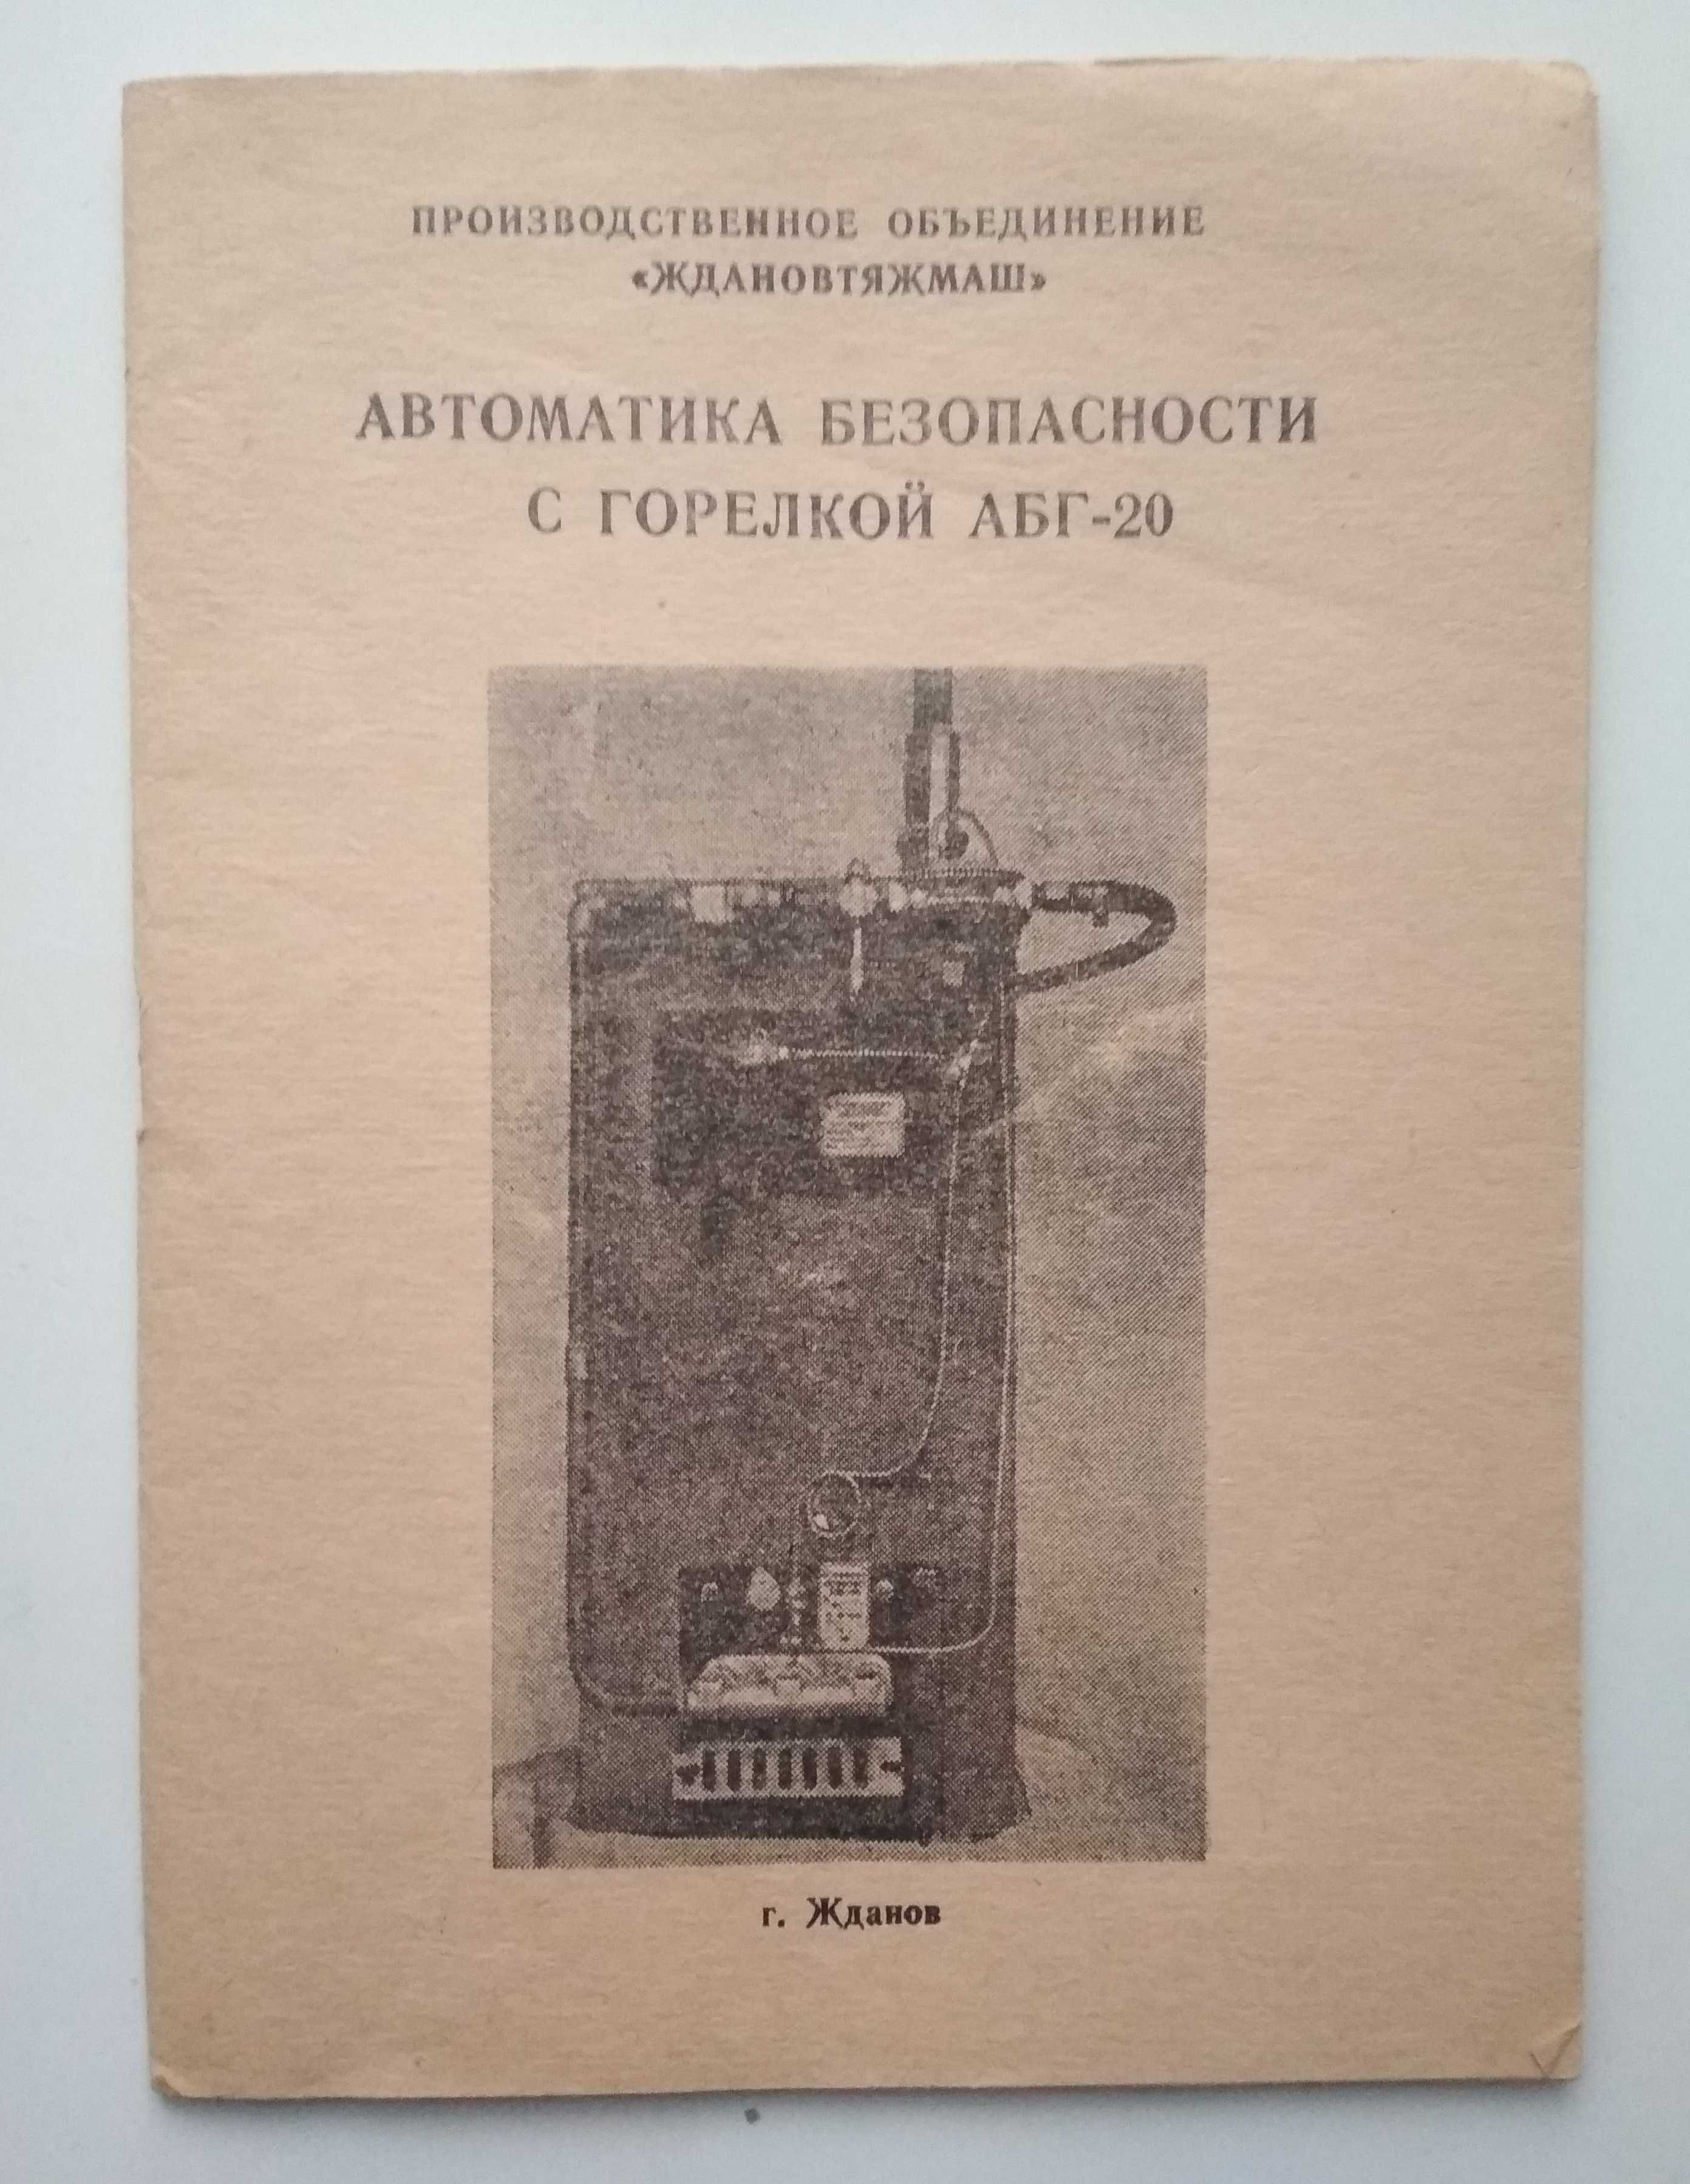 ПРОИЗВОДСТВЕННОЕ ОБЪЕДИНЕНИЕ
«ЖДАНОВТЯЖМАШ»
АВТОМАТИКА БЕЗОПАСНОСТИ
С ГОРЕЛКОЙ АБГ-20
г. Жданов